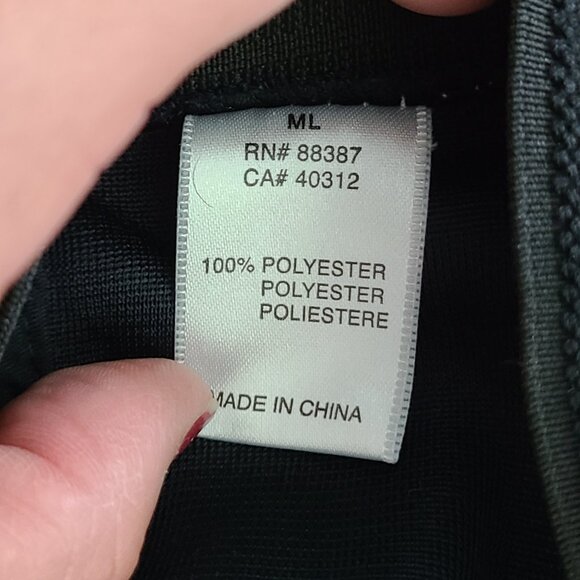 ML
RN# 88387
CA# 40312
100% POLYESTER
POLYESTER
POLIESTERE
MADE IN CHINA